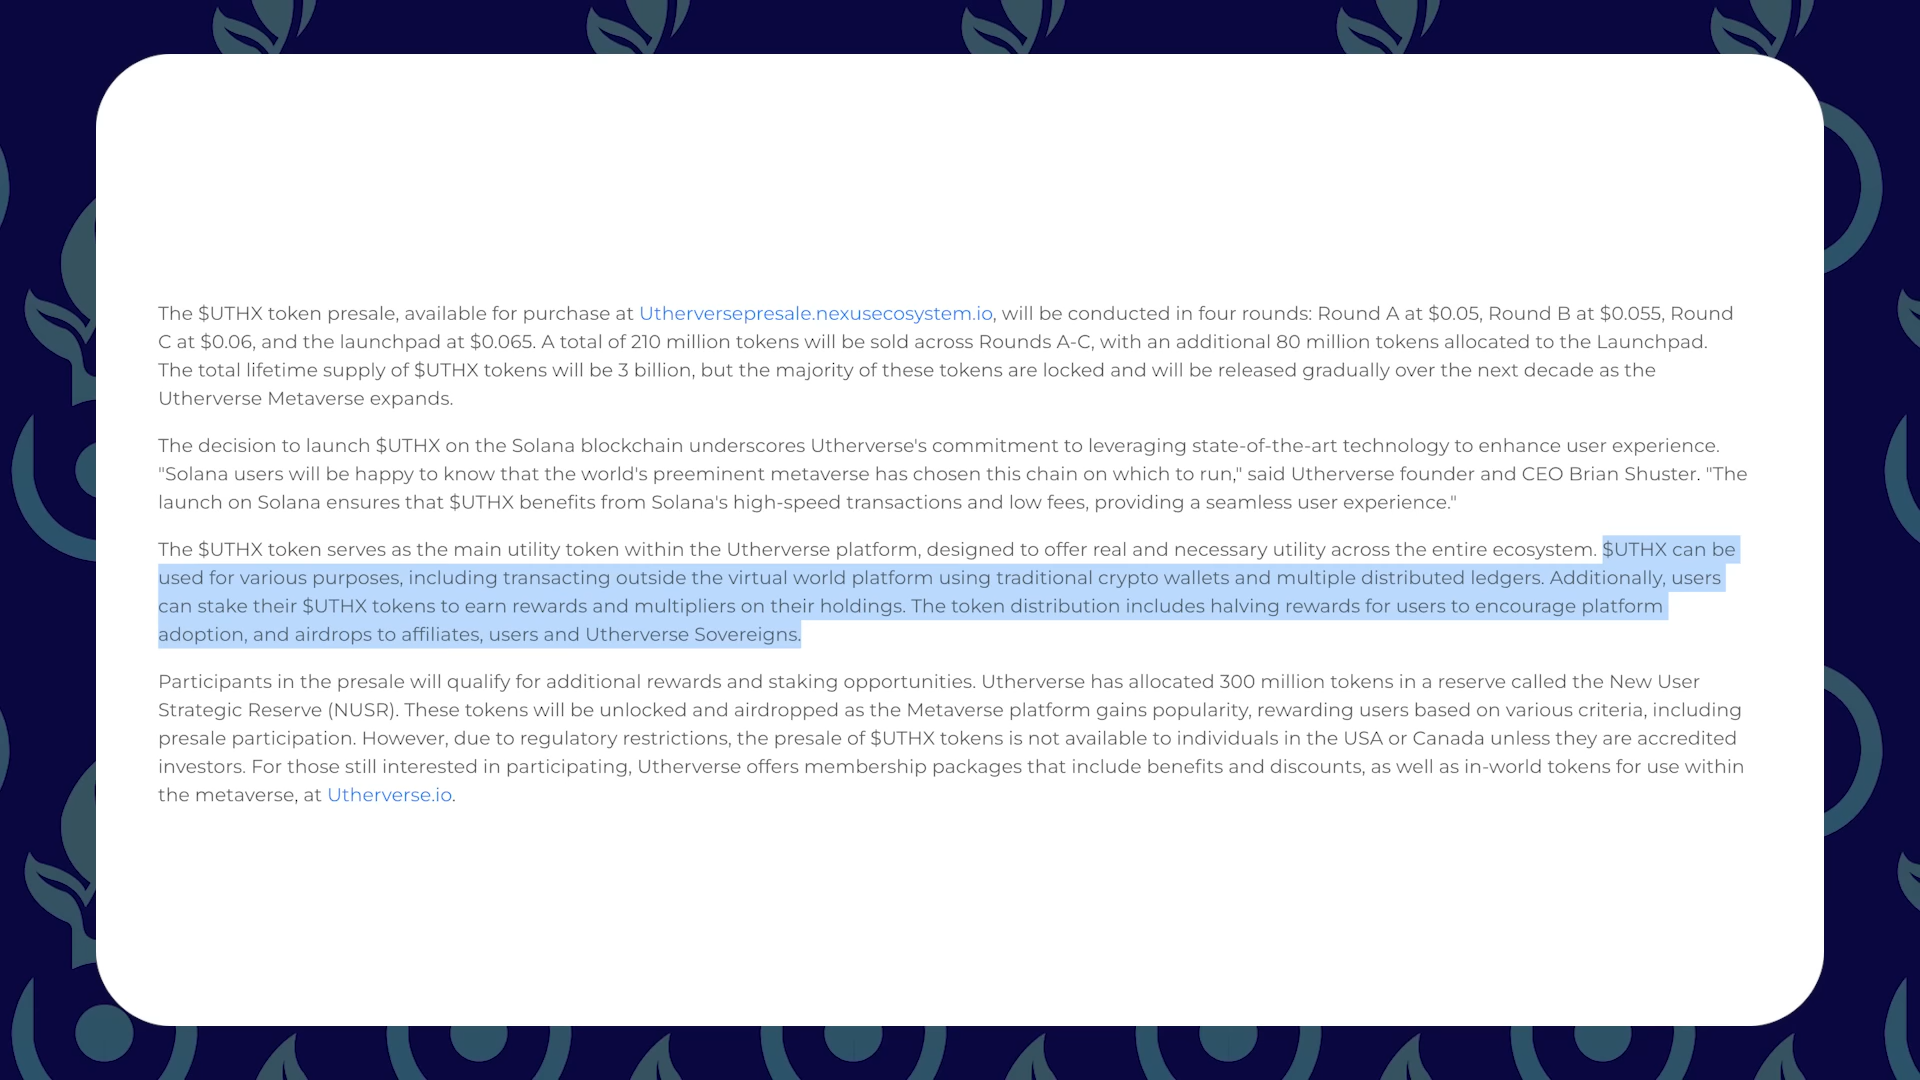 The $UTHX token presale, available for purchase at Utherversepresale.nexusecosystem.io, will be conducted in four rounds: Round A at $0.05, Round B at $0.055, Round
C at $0.06, and the launchpad at $0.065. A total of 210 million tokens will be sold across Rounds A-C, with an additional 80 million tokens allocated to the Launchpad.
The total lifetime supply of $UTHX tokens will be 3 billion, but the majority of these tokens are locked and will be released gradually over the next decade as the
Utherverse Metaverse expands.
The decision to launch $UTHX on the Solana blockchain underscores Utherverse's commitment to leveraging state-of-the-art technology to enhance user experience.
"Solana users will be happy to know that the world's preeminent metaverse has chosen this chain on which to run," said Utherverse founder and CEO Brian Shuster. "The
launch on Solana ensures that $UTHX benefits from Solana's high-speed transactions and low fees, providing a seamless user experience."
The $UTHX token serves as the main utility token within the Utherverse platform, designed to offer real and necessary utility across the entire ecosystem. $UTHX can be
used for various purposes, including transacting outside the virtual world platform using traditional crypto wallets and multiple distributed ledgers. Additionally, users
can stake their $UTHX tokens to earn rewards and multipliers on their holdings. The token distribution includes halving rewards for users to encourage platform
adoption, and airdrops to affiliates, users and Utherverse Sovereigns.
Participants in the presale will qualify for additional rewards and staking opportunities. Utherverse has allocated 300 million tokens in a reserve called the New User
Strategic Reserve (NUSR). These tokens will be unlocked and airdropped as the Metaverse platform gains popularity, rewarding users based on various criteria, including
presale participation. However, due to regulatory restrictions, the presale of $UTHX tokens is not available to individuals in the USA or Canada unless they are accredited
investors. For those still interested in participating, Utherverse offers membership packages that include benefits and discounts, as well as in-world tokens for use within
the metaverse, at Utherverse.io.